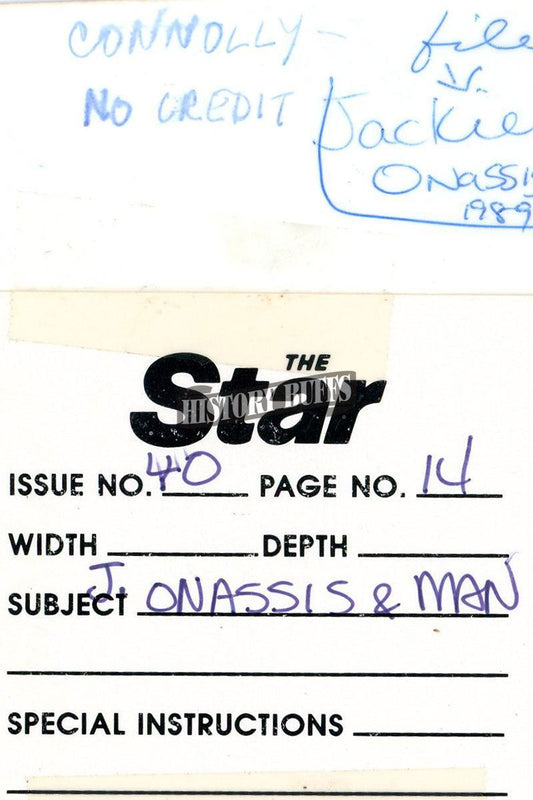 CONNOLLY -
NO CREDIT
file
Jackie
ONASSIS
1989
THE
Star
HISTORY BUFFS
ISSUE NO. 40 PAGE NO. 14
WIDTH DEPTH
SUBJECT J. ONASSIS & MAN
SPECIAL INSTRUCTIONS